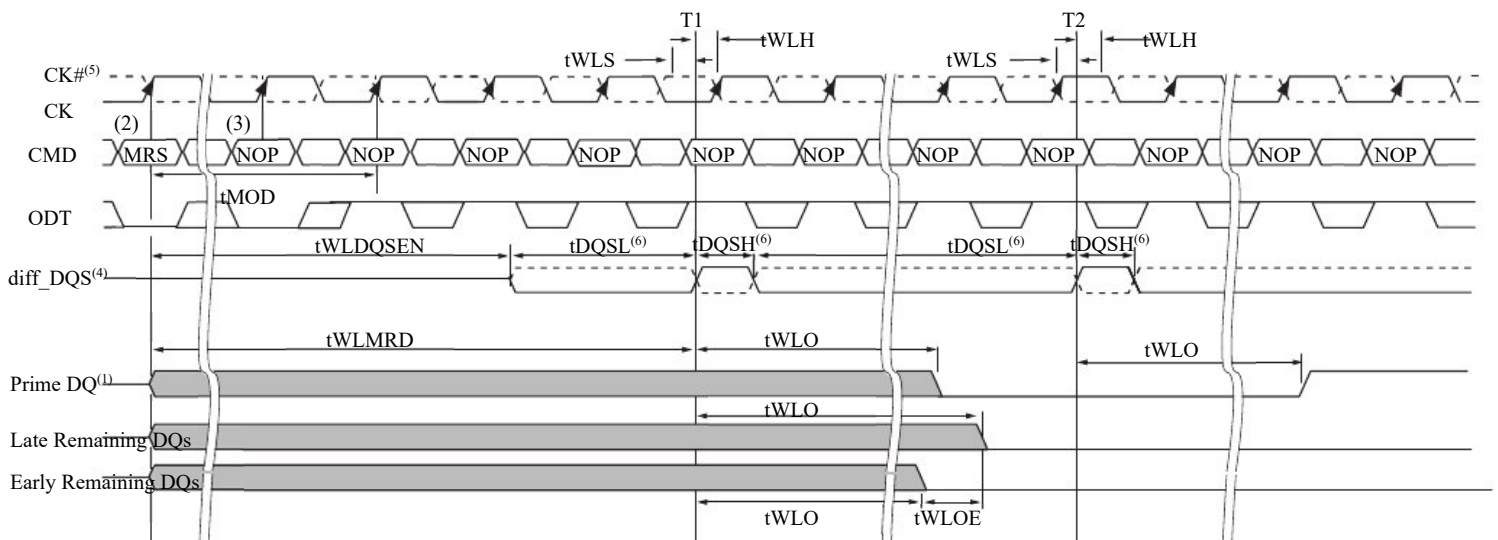 T1 T2
tWLH tWLH
tWLS tWLS
CK#(5)
CK
(2) (3)
CMD MRS NOP NOP NOP NOP NOP NOP NOP NOP NOP NOP NOP
tMOD
ODT
tWLDQSEN tDQSL(6) tDQSH(6) tDQSL(6) tDQSH(6)
diff_DQS(4)
tWLMRD tWLO
tWLO
Prime DQ(1)
tWLO
Late Remaining DQs
Early Remaining DQs
tWLO tWLOE